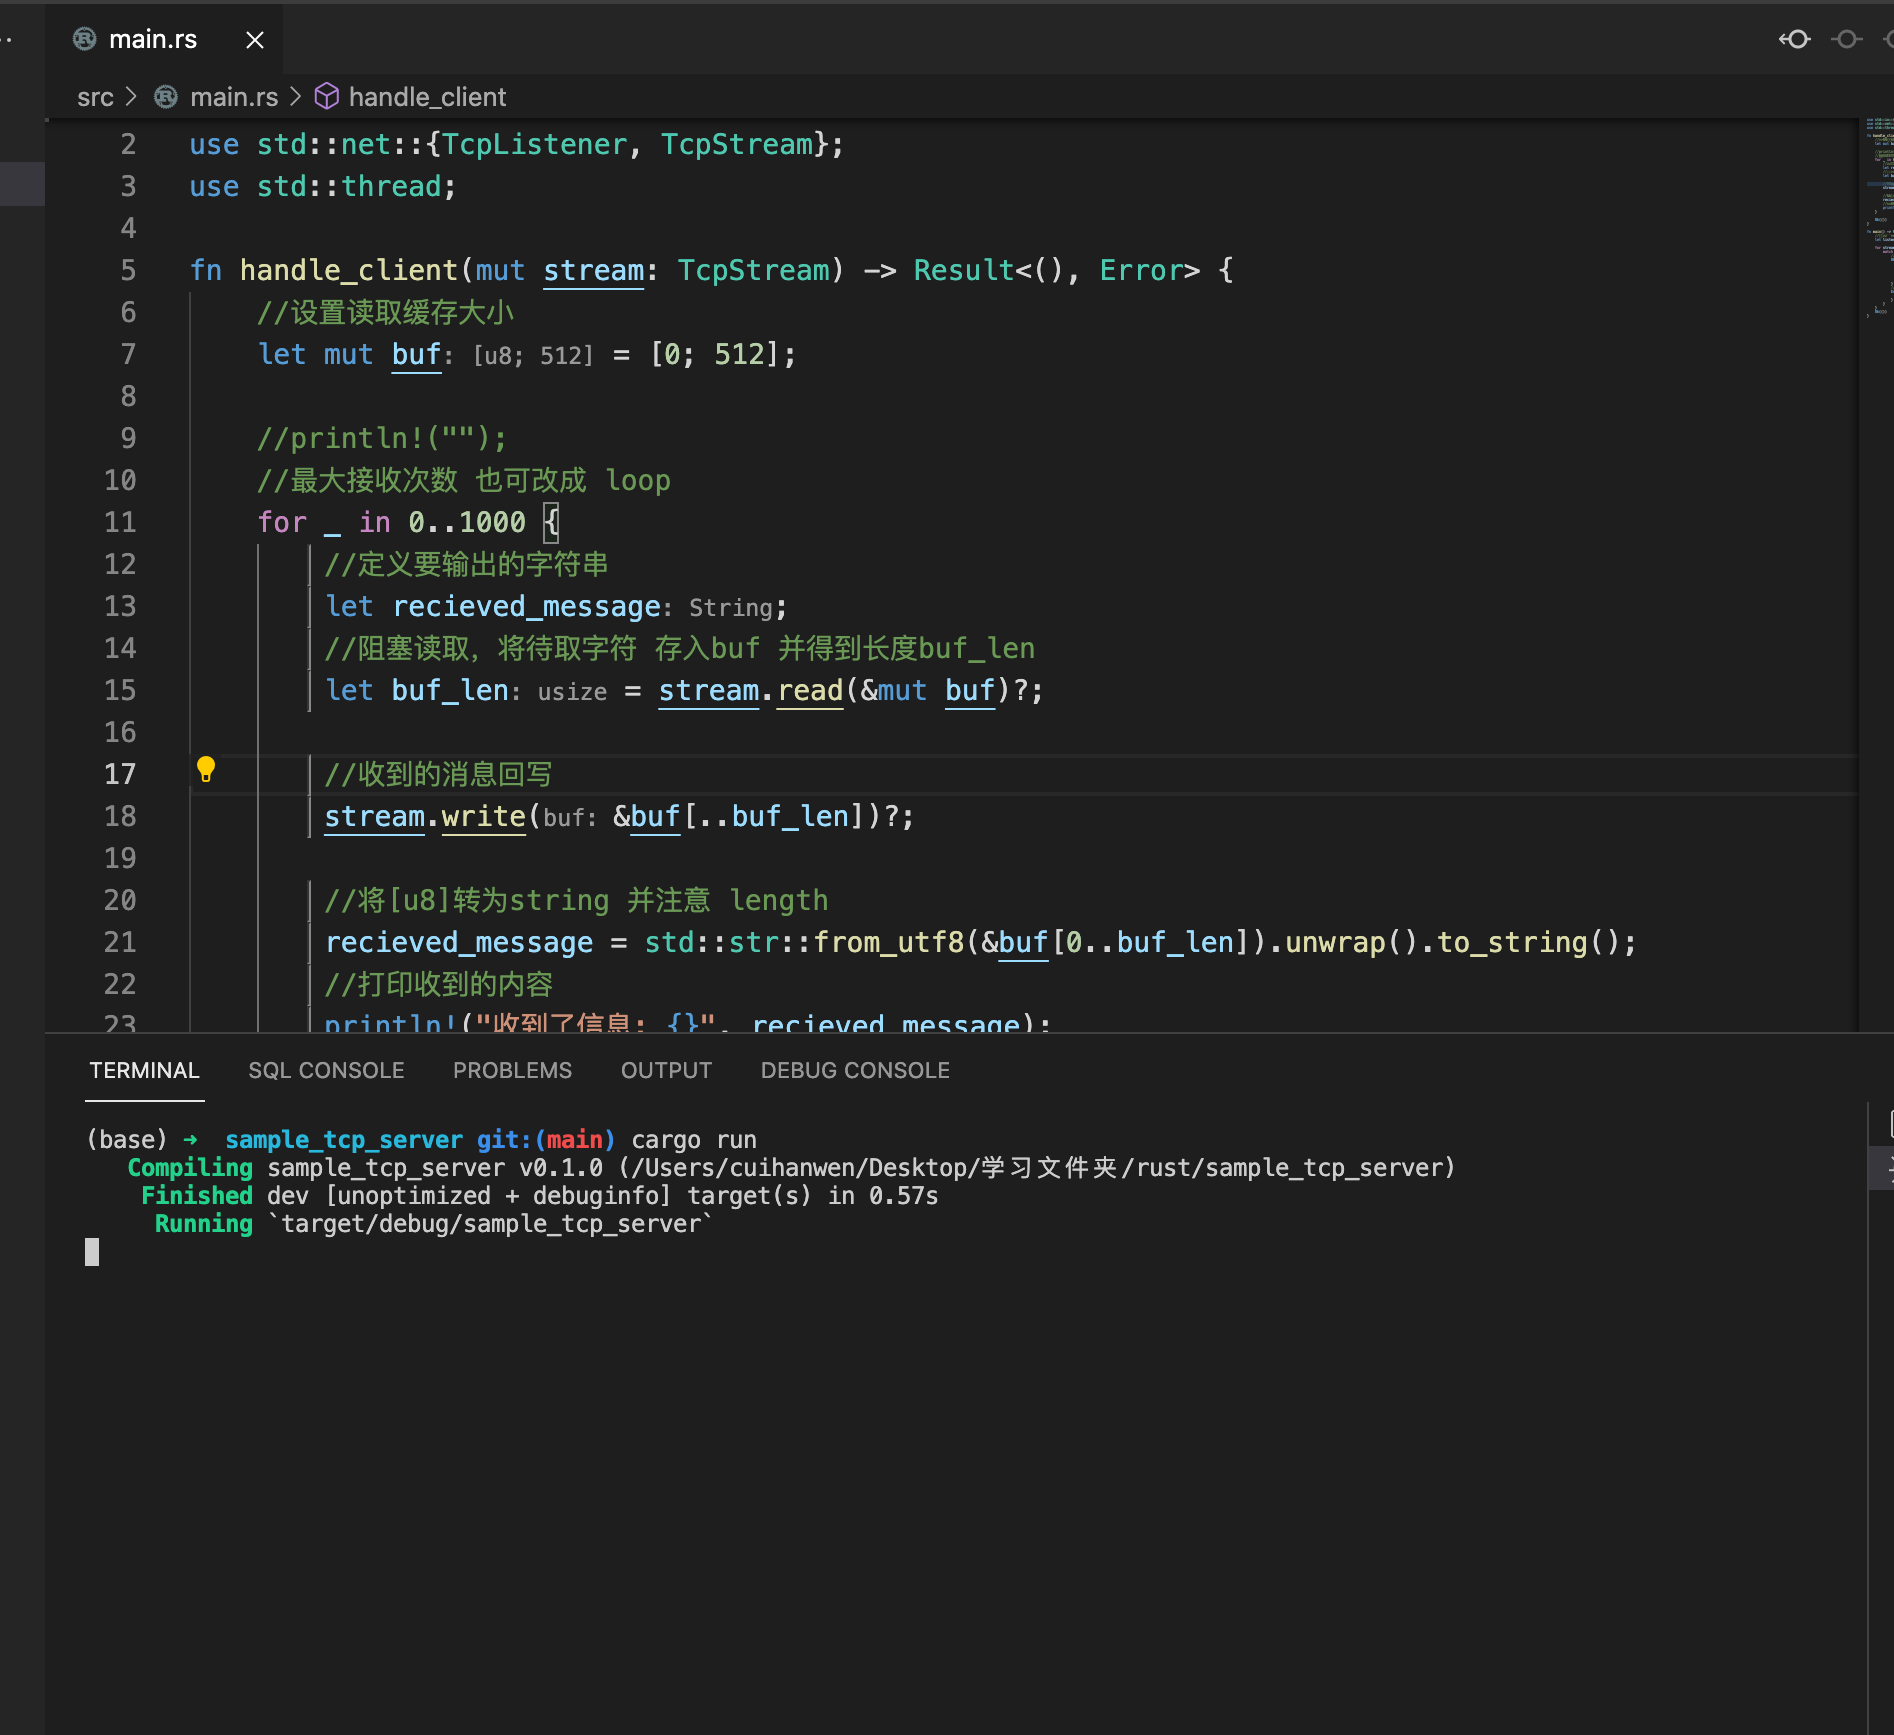 main.rs
src > main.rs > handle_client
2 use std::net::{TcpListener, TcpStream};
3 use std::thread;
4
5 fn handle_client(mut stream: TcpStream) -> Result<(), Error> {
6 //设置读取缓存大小
7 let mut buf: [u8; 512] = [0; 512];
8
9 //println!("");
10 //最大接收次数 也可改成 loop
11 for _ in 0..1000 {
12 //定义要输出的字符串
13 let recieved_message: String;
14 //阻塞读取，将待取字符 存入buf 并得到长度buf_len
15 let buf_len: usize = stream.read(&mut buf)?;
16
17 //收到的消息回写
18 stream.write(buf: &buf[..buf_len])?;
19
20 //将[u8]转为string 并注意 length
21 recieved_message = std::str::from_utf8(&buf[0..buf_len]).unwrap().to_string();
22 //打印收到的内容
23 println!("收到了信息: {}", recieved_message);
TERMINAL SQL CONSOLE PROBLEMS OUTPUT DEBUG CONSOLE
(base) ➜ sample_tcp_server git:(main) cargo run
Compiling sample_tcp_server v0.1.0 (/Users/cuihanwen/Desktop/学习文件夹/rust/sample_tcp_server)
Finished dev [unoptimized + debuginfo] target(s) in 0.57s
Running `target/debug/sample_tcp_server`